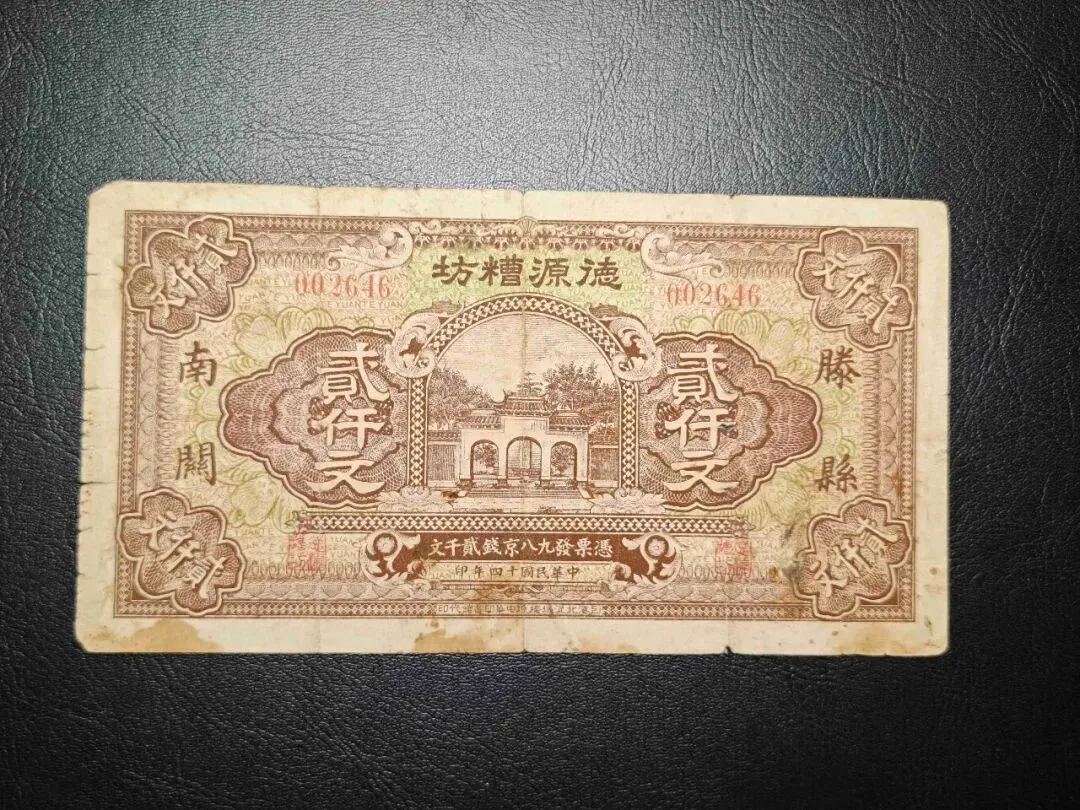 德源糟坊
002646
002646
貳仟文
貳仟文
滕縣
貳仟文
貳仟文
南關
貳仟文
貳仟文
憑票發九八京錢貳千文
中華民國十四年印